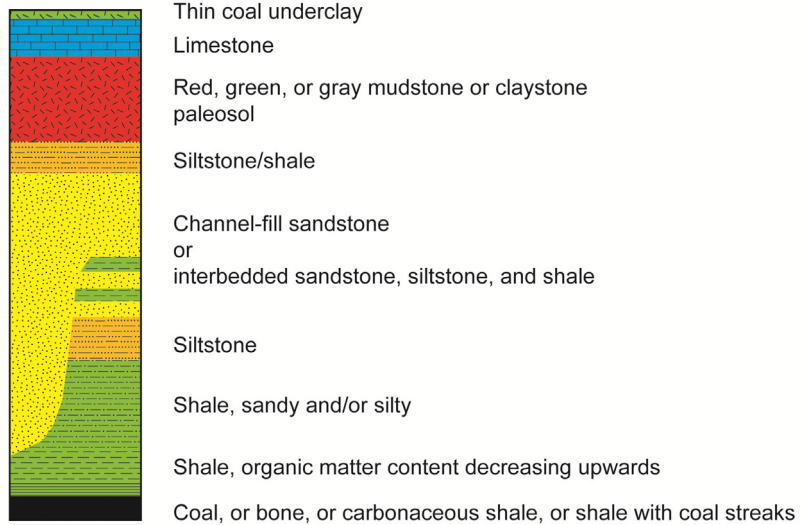 Thin coal underclay
Limestone
Red, green, or gray mudstone or claystone
paleosol
Siltstone/shale
Channel-fill sandstone
or
interbedded sandstone, siltstone, and shale
Siltstone
Shale, sandy and/or silty
Shale, organic matter content decreasing upwards
Coal, or bone, or carbonaceous shale, or shale with coal streaks